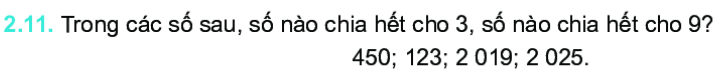 2.11. Trong các số sau, số nào chia hết cho 3, số nào chia hết cho 9?
450; 123; 2 019; 2 025.